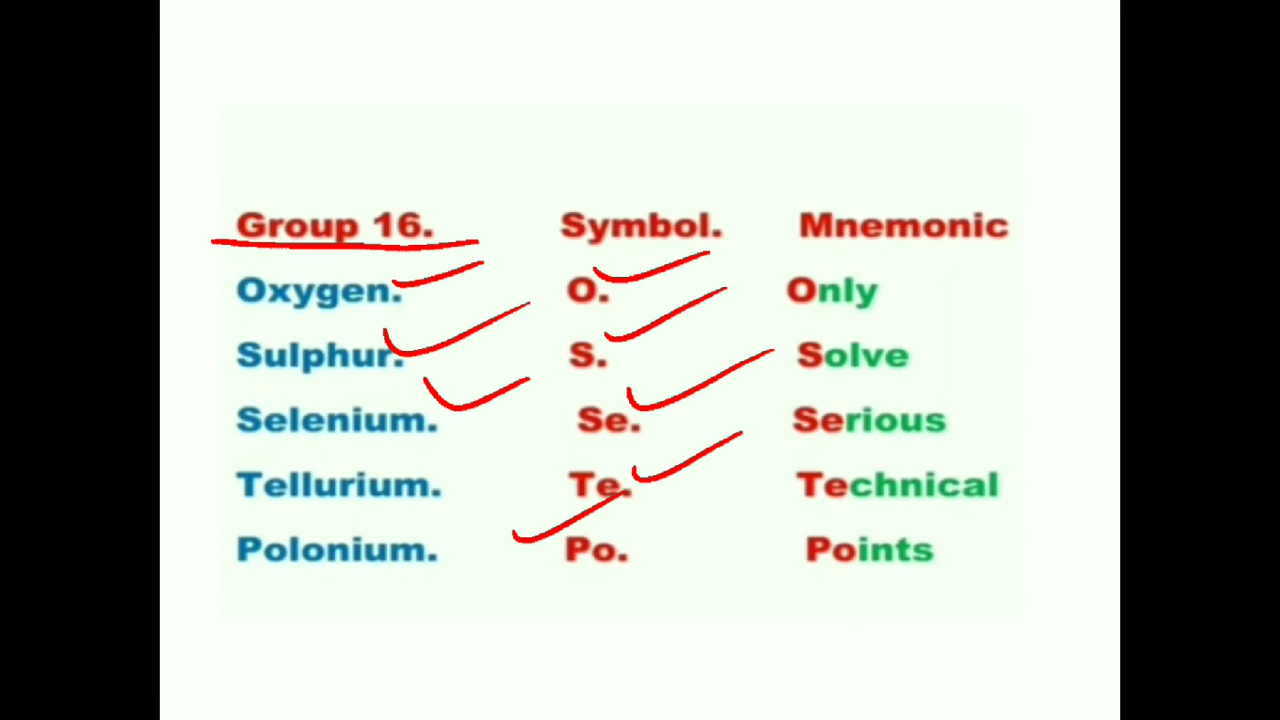 Group 16. Symbol. Mnemonic
Oxygen. O. Only
Sulphur. S. Solve
Selenium. Se. Serious
Tellurium. Te. Technical
Polonium. Po. Points